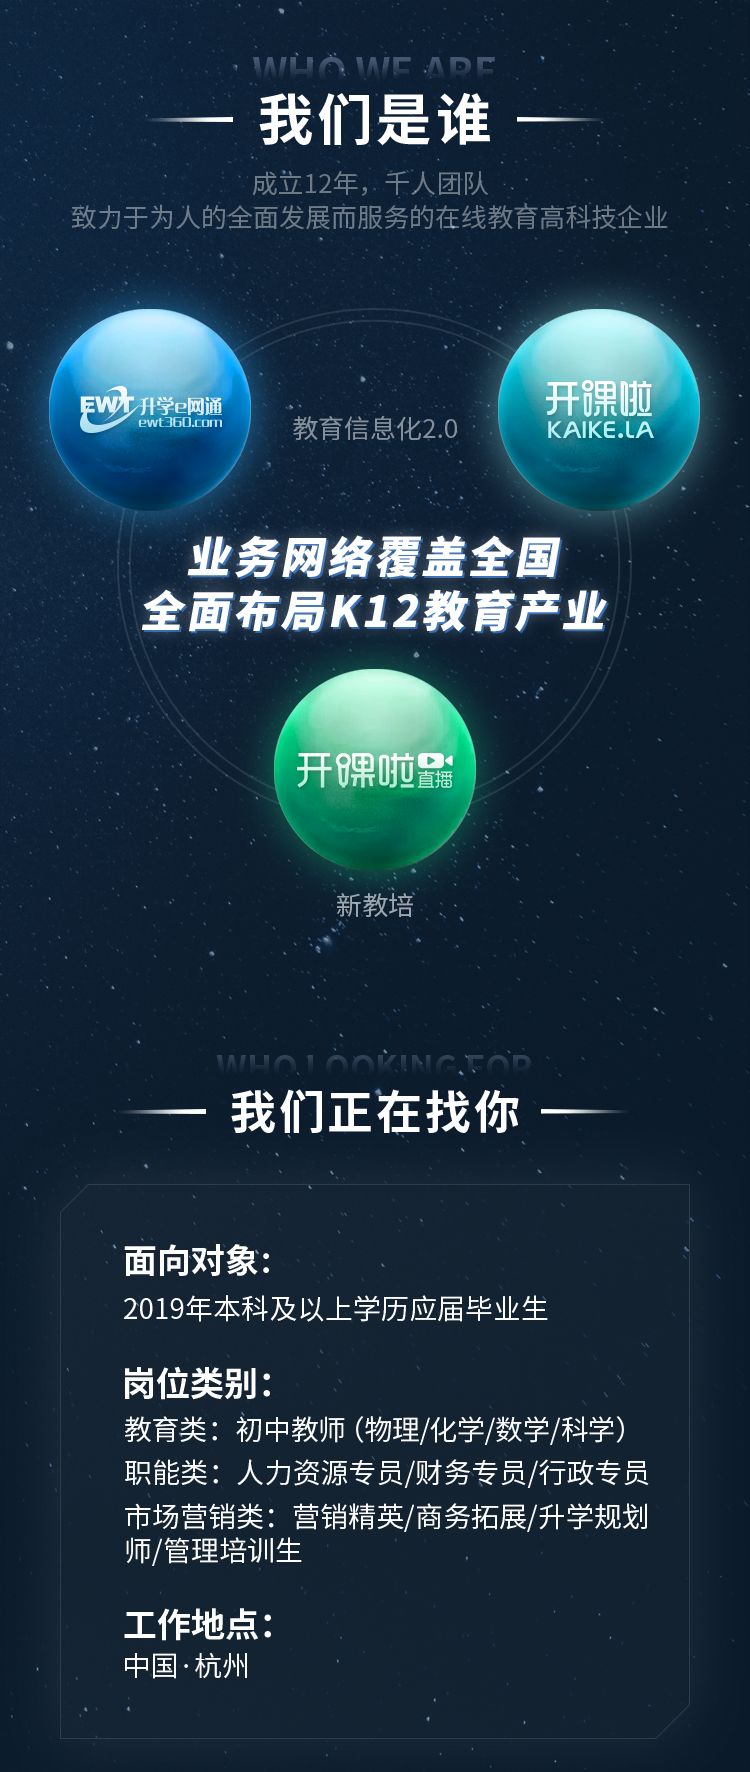 WHO WE ARE
我们是谁
成立12年，千人团队
致力于为人的全面发展而服务的在线教育高科技企业
EWT 升学e网通
ewt360.com
教育信息化2.0
开课啦
KAIKE.LA
业务网络覆盖全国
全面布局K12教育产业
开课啦直播
新教培
WHO LOOKING FOR
我们正在找你
面向对象：
2019年本科及以上学历应届毕业生
岗位类别：
教育类：初中教师（物理/化学/数学/科学）
职能类：人力资源专员/财务专员/行政专员
市场营销类：营销精英/商务拓展/升学规划
师/管理培训生
工作地点：
中国·杭州